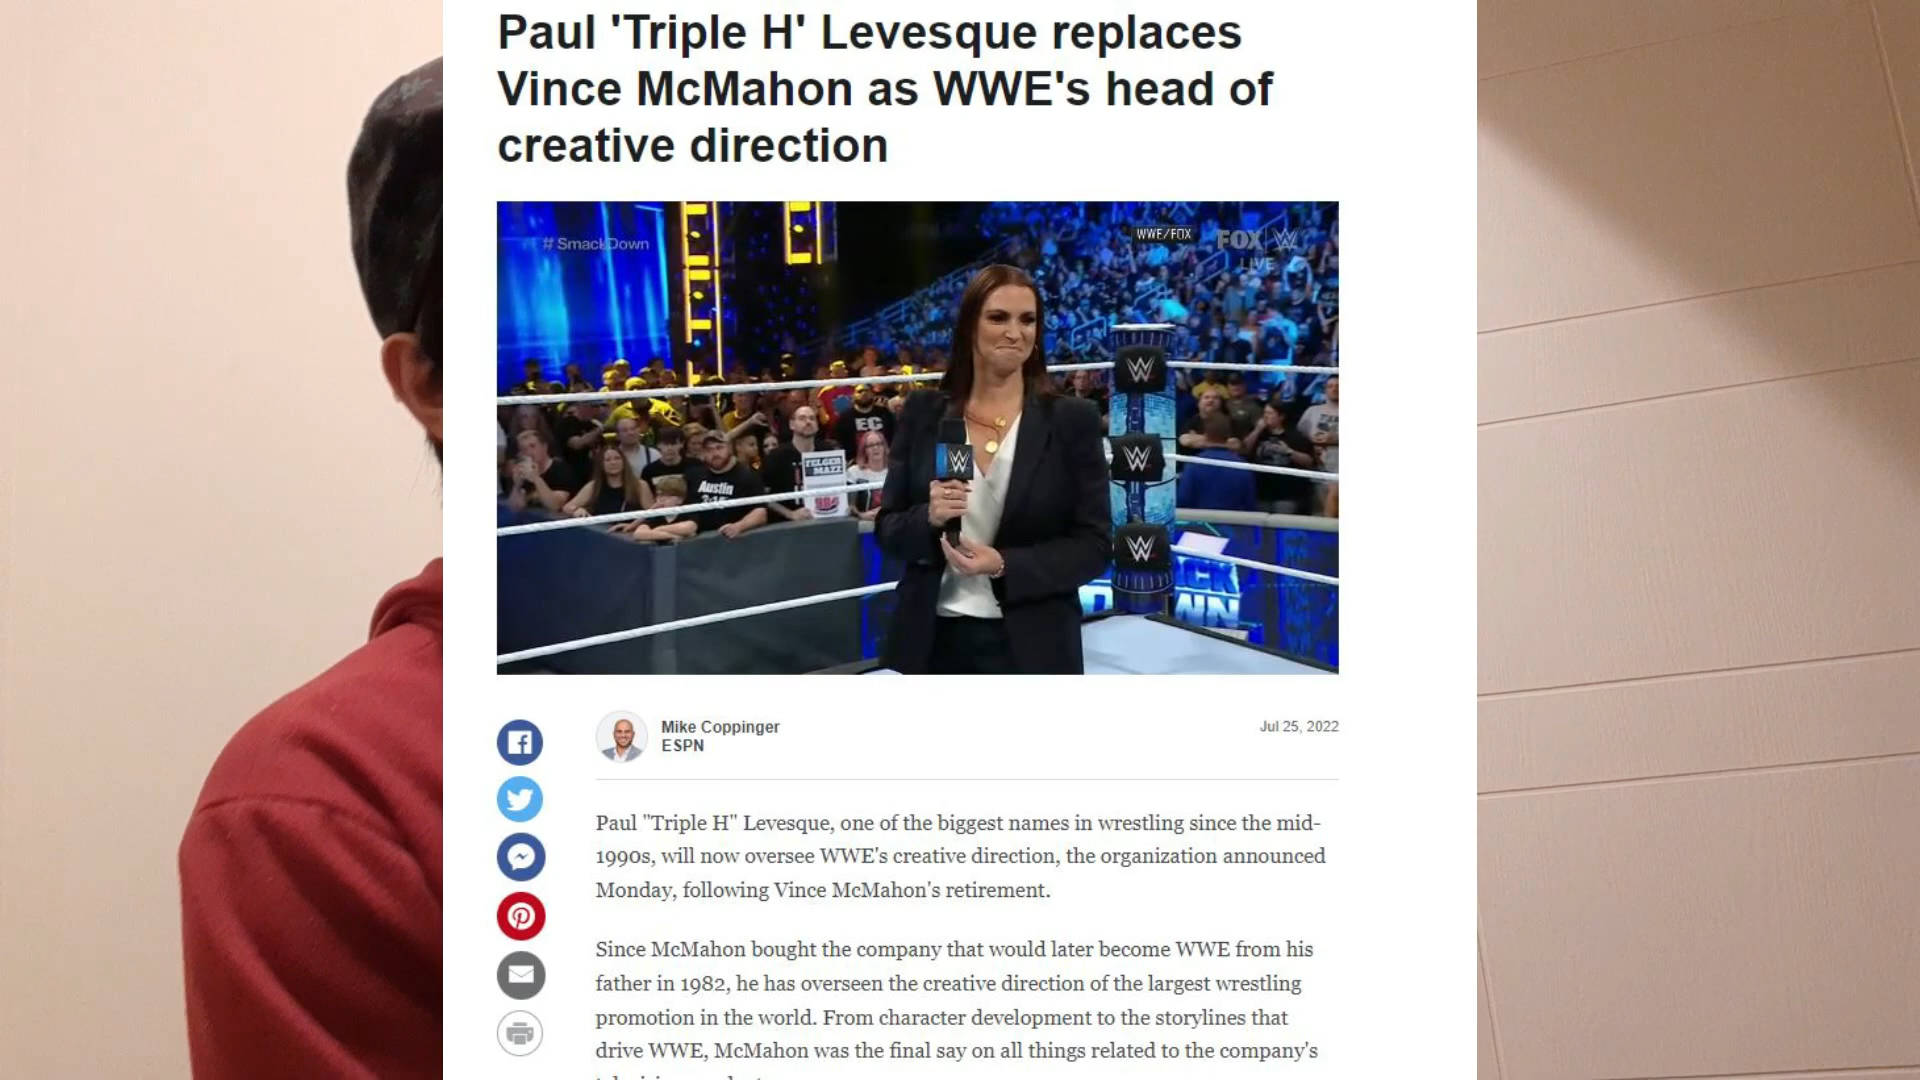 Paul 'Triple H' Levesque replaces
Vince McMahon as WWE's head of
creative direction
# SmackDown
WWE/FOX
FOX
LIVE
EC
Austin
Mike Coppinger
ESPN
Jul 25, 2022
Paul "Triple H" Levesque, one of the biggest names in wrestling since the mid-
1990s, will now oversee WWE's creative direction, the organization announced
Monday, following Vince McMahon's retirement.
Since McMahon bought the company that would later become WWE from his
father in 1982, he has overseen the creative direction of the largest wrestling
promotion in the world. From character development to the storylines that
drive WWE, McMahon was the final say on all things related to the company's